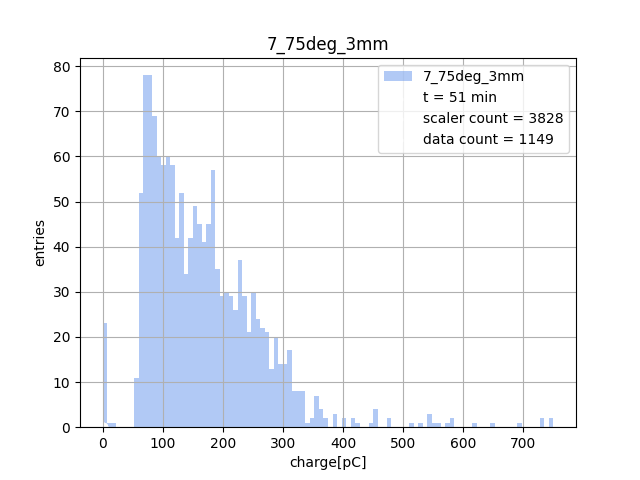 7_75deg_3mm
80
70
60
50
40
30
20
10
0
entries
7_75deg_3mm
t = 51 min
scaler count = 3828
data count = 1149
0 100 200 300 400 500 600 700
charge[pC]